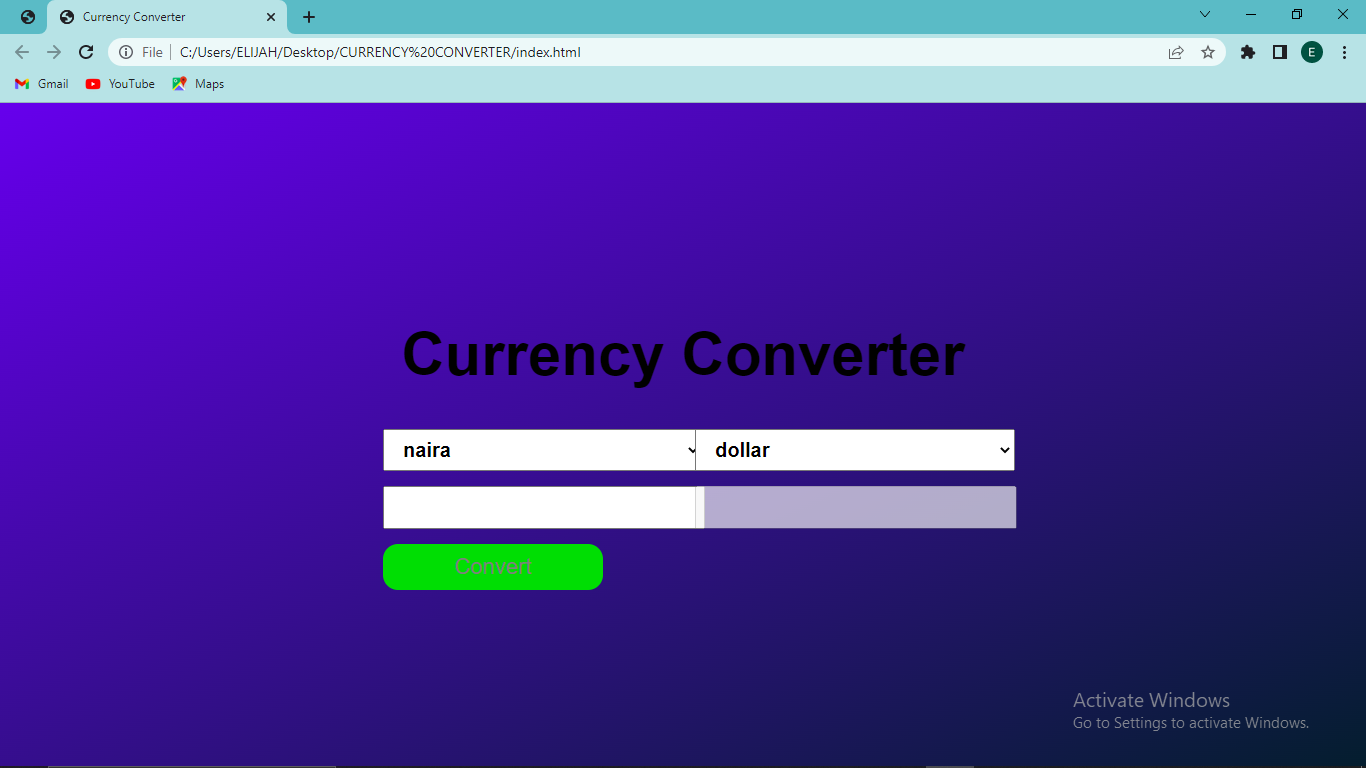 Currency Converter
File C:/Users/ELIJAH/Desktop/CURRENCY%20CONVERTER/index.html
E
Gmail YouTube Maps
Currency Converter
naira dollar
Convert
Activate Windows
Go to Settings to activate Windows.